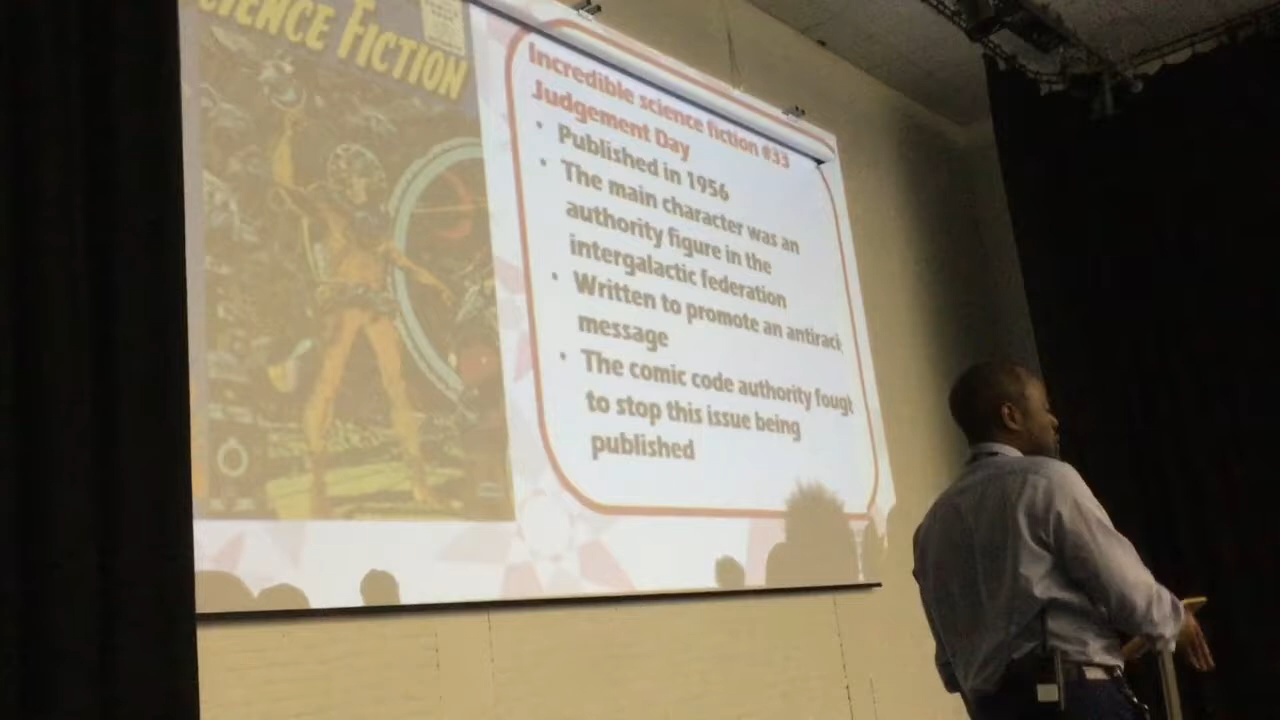 SCIENCE FICTION
Incredible science fiction #33
Judgement Day
• Published in 1956
• The main character was an
authority figure in the
intergalactic federation
• Written to promote an antiraci
message
• The comic code authority fough
to stop this issue being
published